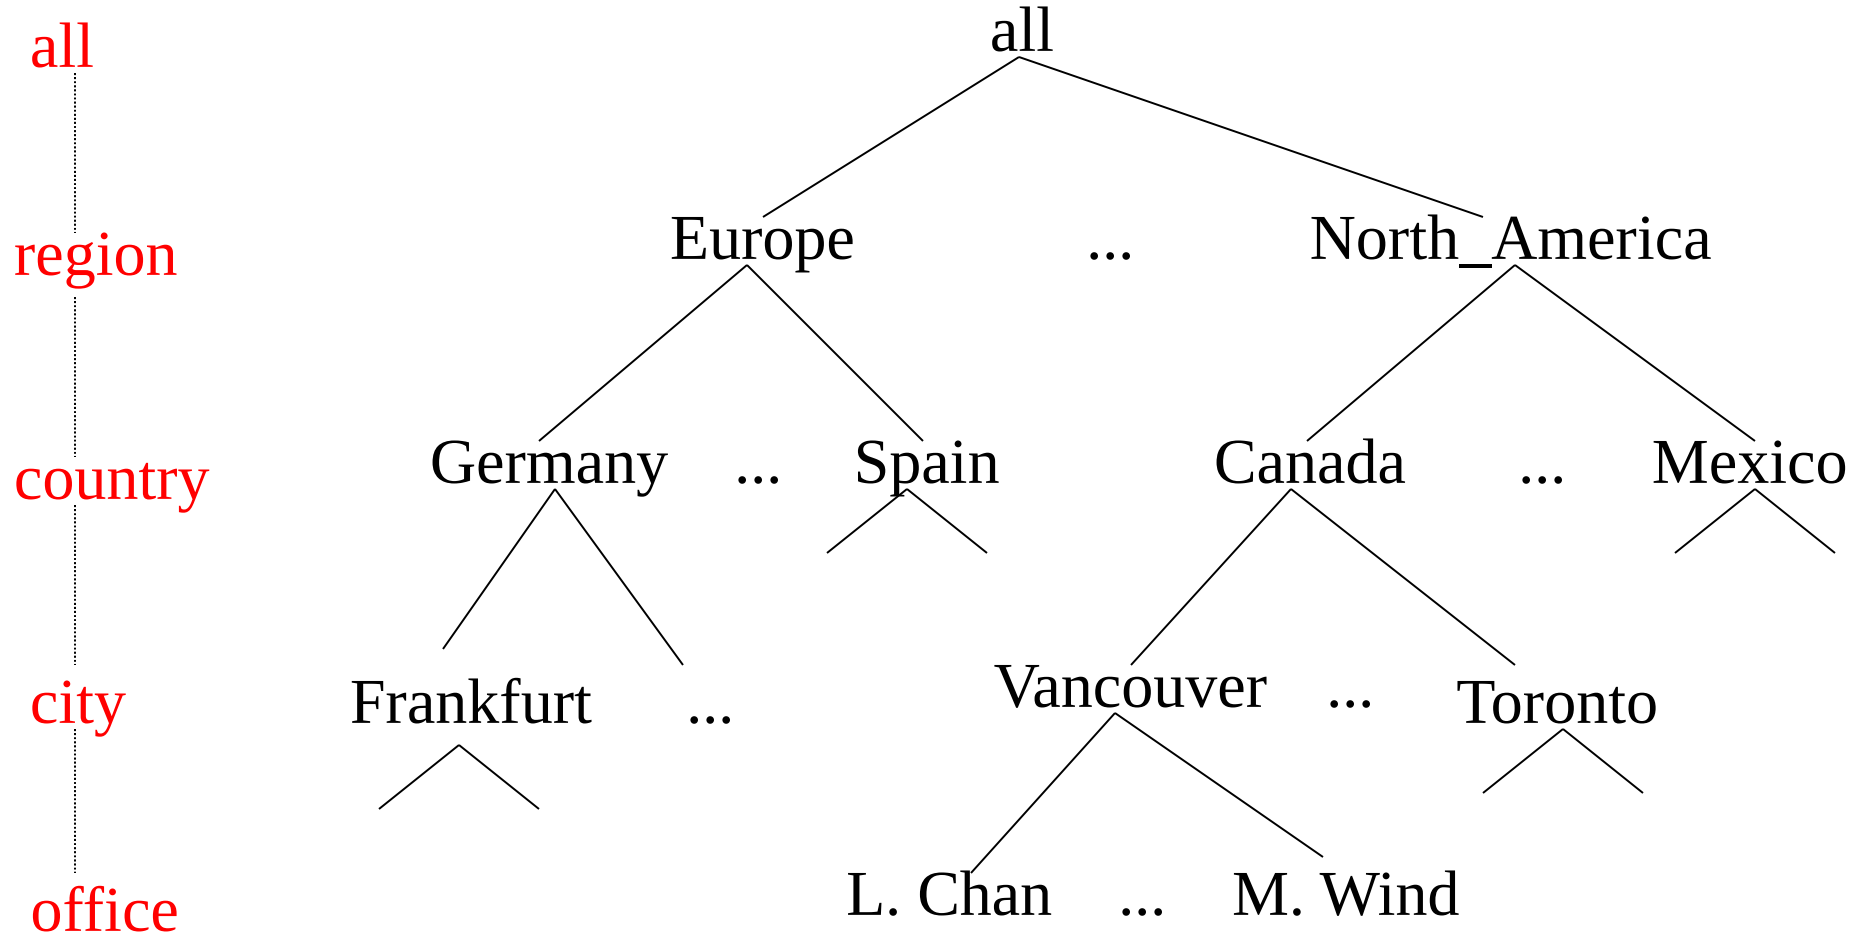 all
all
region
Europe ... North_America
country
Germany ... Spain Canada ... Mexico
city
Frankfurt ... Vancouver ... Toronto
office
L. Chan ... M. Wind